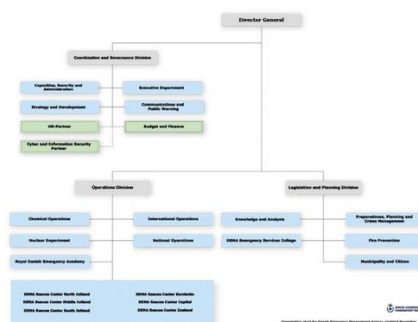 Director General
Coordination and Governance Division
Capacities, Security and
Administration
Executive Department
Strategy and Development
Communications and
Public Warning
HR-Partner
Budget and Finance
Cyber and Information Security
Partner
Operations Division
Legislation and Planning Division
Chemical Operations
International Operations
Nuclear Department
National Operations
Royal Danish Emergency Academy
Knowledge and Analysis
Preparedness, Planning and
Crises Management
DEMA Emergency Services College
Fire Prevention
Municipality and Citizen
DEMA Rescue Center North Jutland
DEMA Rescue Center Bornholm
DEMA Rescue Center Middle Jutland
DEMA Rescue Center Capital
DEMA Rescue Center South Jutland
DEMA Rescue Center Zealand